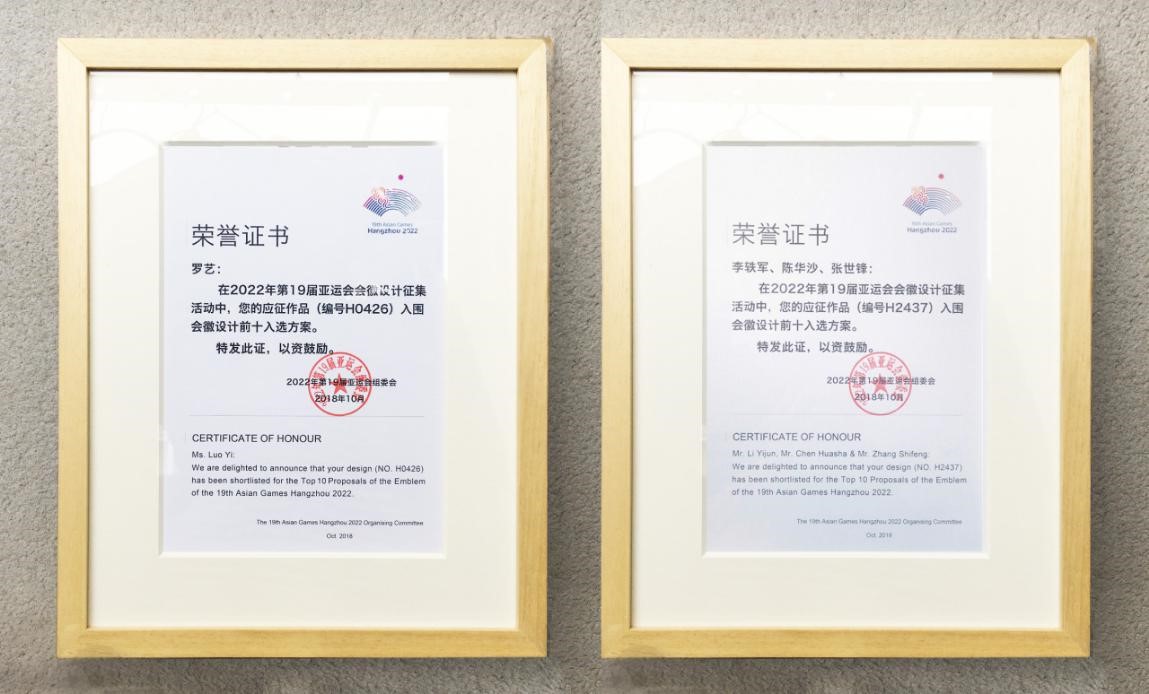 19th Asian Games
Hangzhou 2022
荣誉证书
罗艺：
在2022年第19届亚运会会徽设计征集
活动中，您的应征作品（编号H0426）入围
会徽设计前十入选方案。
特发此证，以资鼓励。
2022年第19届亚运会组委会
2018年10月
CERTIFICATE OF HONOUR
Ms. Luo Yi:
We are delighted to announce that your design (NO. H0426)
has been shortlisted for the Top 10 Proposals of the Emblem
of the 19th Asian Games Hangzhou 2022.
The 19th Asian Games Hangzhou 2022 Organising Committee
Oct. 2018
19th Asian Games
Hangzhou 2022
荣誉证书
李轶军、陈华沙、张世锋：
在2022年第19届亚运会会徽设计征集
活动中，您的应征作品（编号H2437）入围
会徽设计前十入选方案。
特发此证，以资鼓励。
2022年第19届亚运会组委会
2018年10月
CERTIFICATE OF HONOUR
Mr. Li Yijun, Mr. Chen Huasha & Mr. Zhang Shifeng:
We are delighted to announce that your design (NO. H2437)
has been shortlisted for the Top 10 Proposals of the Emblem
of the 19th Asian Games Hangzhou 2022.
The 19th Asian Games Hangzhou 2022 Organising Committee
Oct. 2018